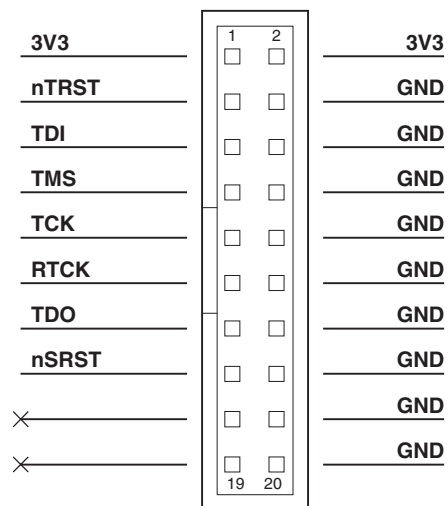 1 2
3V3 3V3
nTRST GND
TDI GND
TMS GND
TCK GND
RTCK GND
TDO GND
nSRST GND
GND
GND
19 20